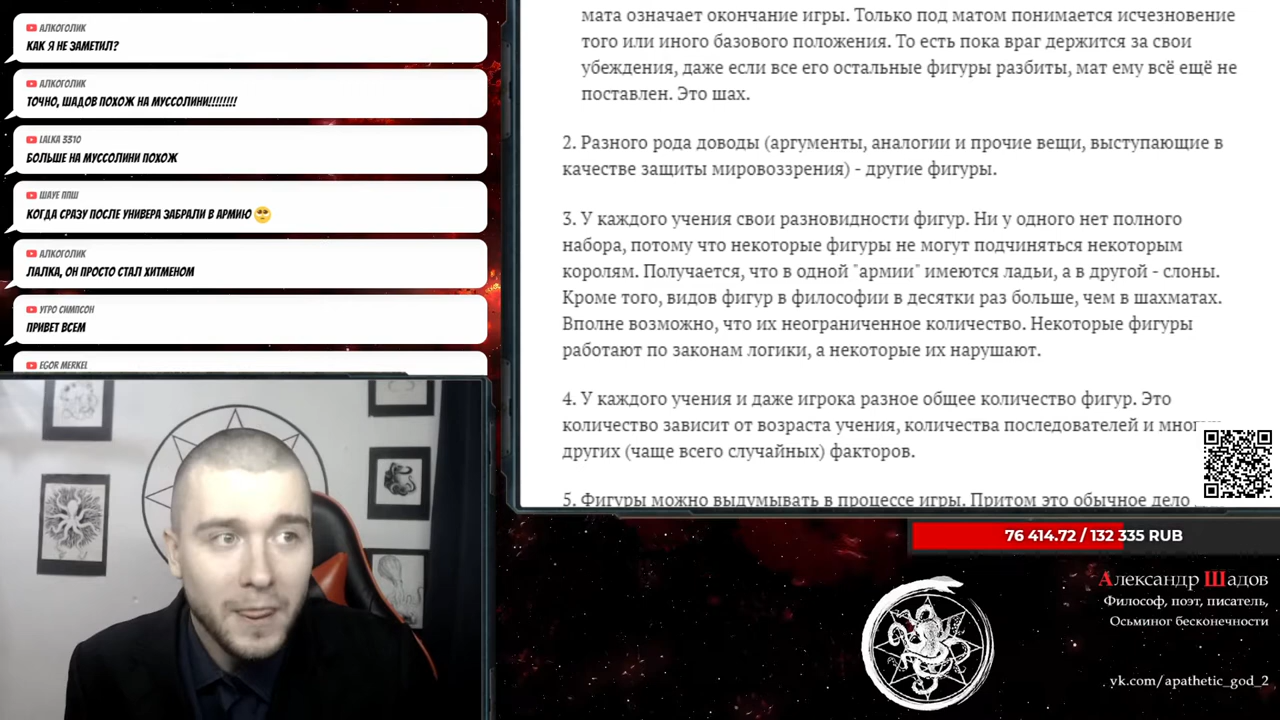 АЛКОГОЛИК
КАК Я НЕ ЗАМЕТИЛ?
АЛКОГОЛИК
ТОЧНО, ШАДОВ ПОХОЖ НА МУССОЛИНИ!!!!!!!!
LALKA 3310
БОЛЬШЕ НА МУССОЛИНИ ПОХОЖ
ШАУЕ ППШ
КОГДА СРАЗУ ПОСЛЕ УНИВЕРА ЗАБРАЛИ В АРМИЮ 🥺
АЛКОГОЛИК
ЛАЛКА, ОН ПРОСТО СТАЛ ХИТМЕНОМ
УГРО СИМПСОН
ПРИВЕТ ВСЕМ
EGOR MERKEL
мата означает окончание игры. Только под матом понимается исчезновение
того или иного базового положения. То есть пока враг держится за свои
убеждения, даже если все его остальные фигуры разбиты, мат ему всё ещё не
поставлен. Это шах.
2. Разного рода доводы (аргументы, аналогии и прочие вещи, выступающие в
качестве защиты мировоззрения) - другие фигуры.
3. У каждого учения свои разновидности фигур. Ни у одного нет полного
набора, потому что некоторые фигуры не могут подчиняться некоторым
королям. Получается, что в одной "армии" имеются ладьи, а в другой - слоны.
Кроме того, видов фигур в философии в десятки раз больше, чем в шахматах.
Вполне возможно, что их неограниченное количество. Некоторые фигуры
работают по законам логики, а некоторые их нарушают.
4. У каждого учения и даже игрока разное общее количество фигур. Это
количество зависит от возраста учения, количества последователей и
других (чаще всего случайных) факторов.
5. Фигуры можно выдумывать в процессе игры. Притом это обычное дело
76 414.72 / 132 335 RUB
Александр Шадов
Философ, поэт, писатель,
Осьминог бесконечности
vk.com/apathetic_god_2